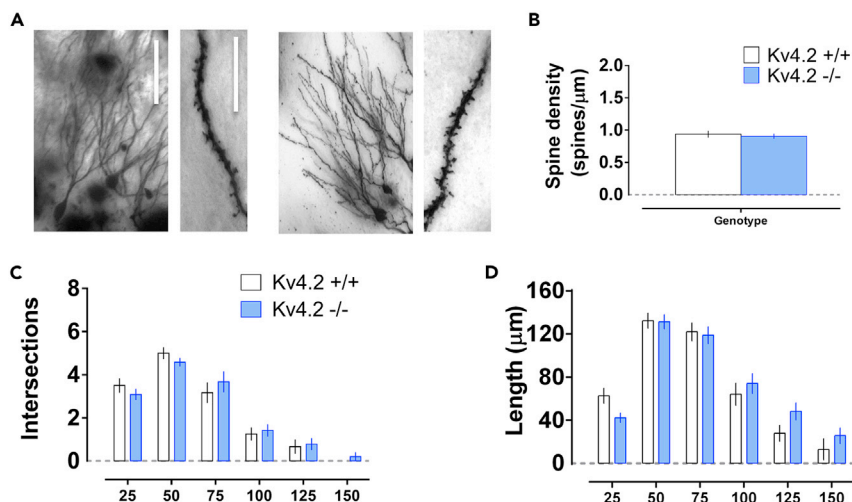 A
B
Kv4.2 +/+
Kv4.2 -/-
Spine density
(spines/μm)
2.0
1.5
1.0
0.5
0.0
Genotype
C
Kv4.2 +/+
Kv4.2 -/-
Intersections
8
6
4
2
0
25 50 75 100 125 150
D
Length (μm)
160
120
80
40
0
25 50 75 100 125 150